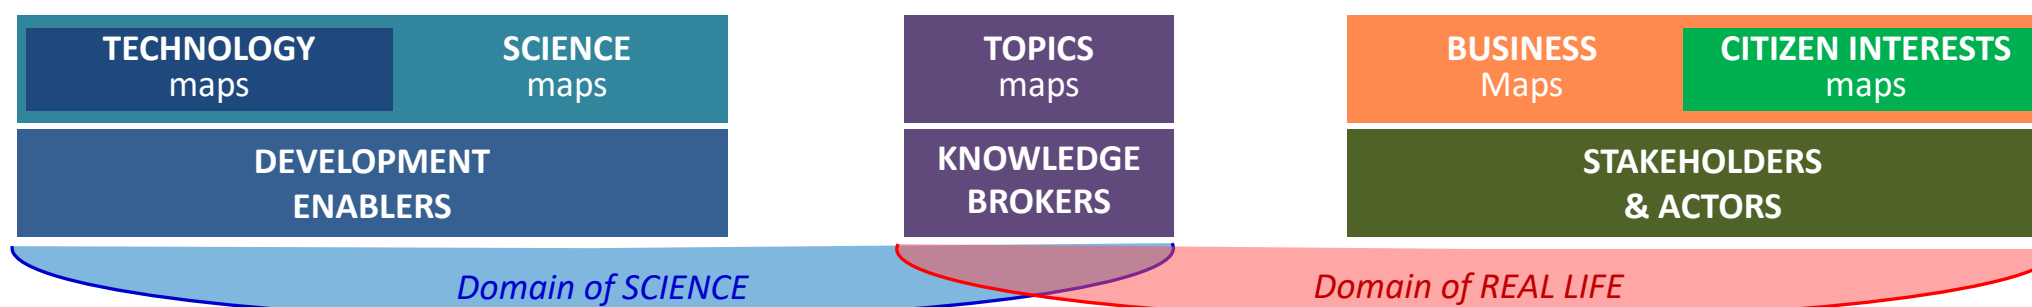 TECHNOLOGY
maps
SCIENCE
maps
TOPICS
maps
BUSINESS
Maps
CITIZEN INTERESTS
maps
DEVELOPMENT
ENABLERS
KNOWLEDGE
BROKERS
STAKEHOLDERS
& ACTORS
Domain of SCIENCE
Domain of REAL LIFE